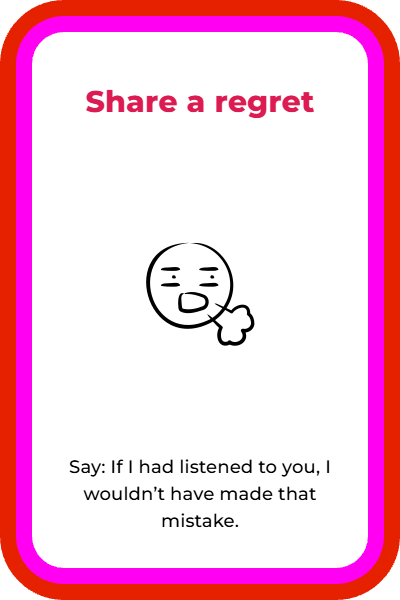 Share a regret
Say: If I had listened to you, I
wouldn’t have made that
mistake.